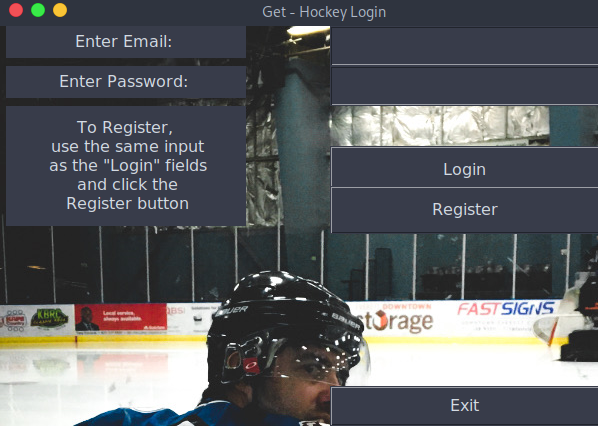 Get - Hockey Login
Enter Email:
Enter Password:
To Register,
use the same input
as the "Login" fields
and click the
Register button
Login
Register
Local service,
always available
DOWNTOWN
FASTSIGNS
storage
BAUER
Exit